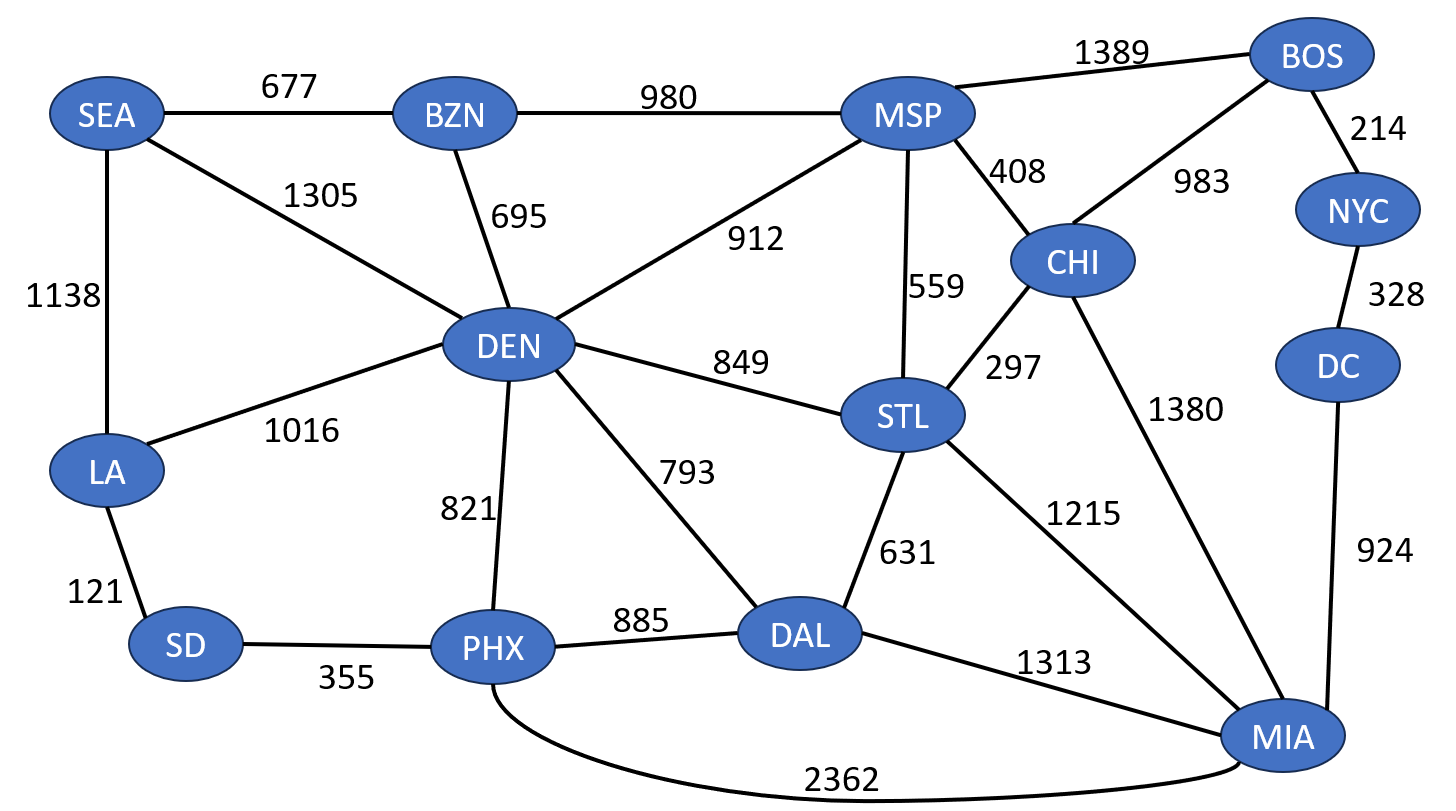 1389
BOS
677
980
SEA
BZN
MSP
214
408
983
1305
695
NYC
912
CHI
559
1138
328
DEN
849
297
DC
1380
STL
1016
LA
793
821
1215
631
924
121
885
SD
PHX
DAL
355
1313
MIA
2362